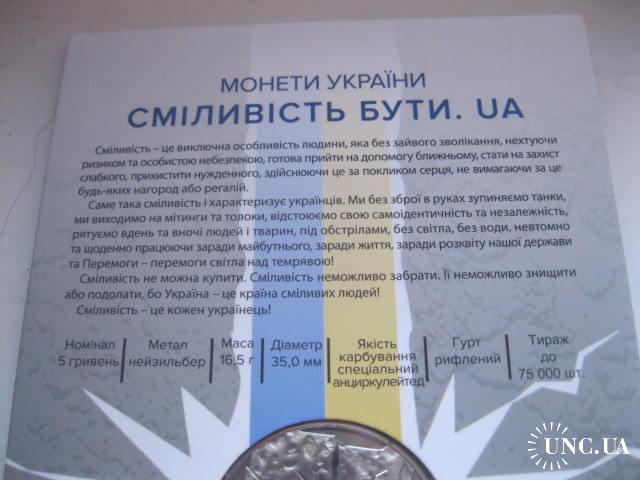 МОНЕТИ УКРАЇНИ
СМІЛИВІСТЬ БУТИ. UA
Сміливість – це виключна особливість людини, яка без зайвого зволікання, нехтуючи
ризиком та особистою небезпекою, готова прийти на допомогу ближньому, стати на захист
слабкого, прихистити нужденного, здійснюючи це за покликом серця, не вимагаючи за це
будь-яких нагород або регалій.
Саме така сміливість і характеризує українців. Ми без зброї в руках зупиняємо танки,
ми виходимо на мітинги та толоки, відстоюємо свою самоідентичність та незалежність,
рятуємо вдень та вночі людей і тварин, під обстрілами, без світла, без води, невтомно
та щоденно працюючи заради майбутнього, заради життя, заради розквіту нашої держави
та Перемоги – перемоги світла над темрявою!
Сміливість не можна купити. Сміливість неможливо забрати. Її неможливо знищити
або подолати, бо Україна – це країна сміливих людей!
Сміливість – це кожен українець!
Номінал
5 гривень
Метал
нейзильбер
Маса
16,5 г
Діаметр
35,0 мм
Якість
карбування
спеціальний
анциркулейтед
Гурт
рифлений
Тираж
до
75 000 шт.
UNC.UA